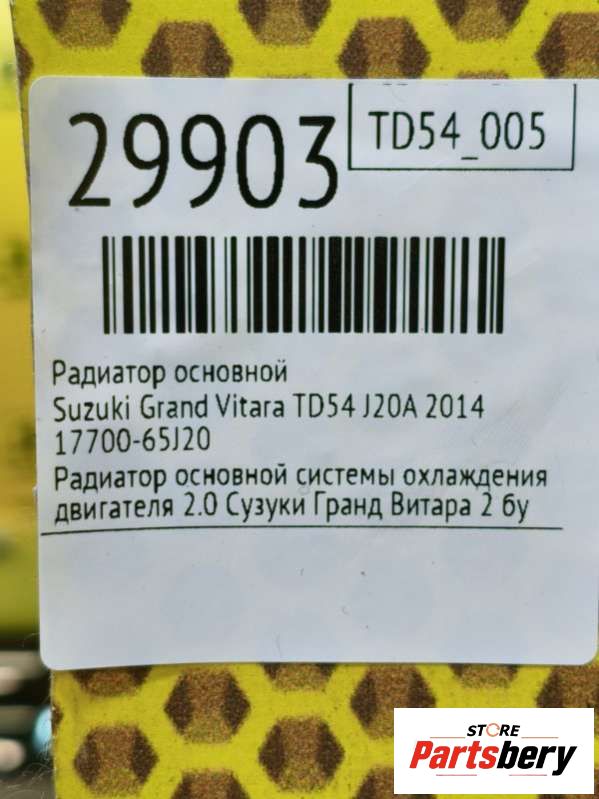 29903
TD54_005
Радиатор основной
Suzuki Grand Vitara TD54 J20A 2014
17700-65J20
Радиатор основной системы охлаждения
двигателя 2.0 Сузуки Гранд Витара 2 бу
STORE
Partsbery